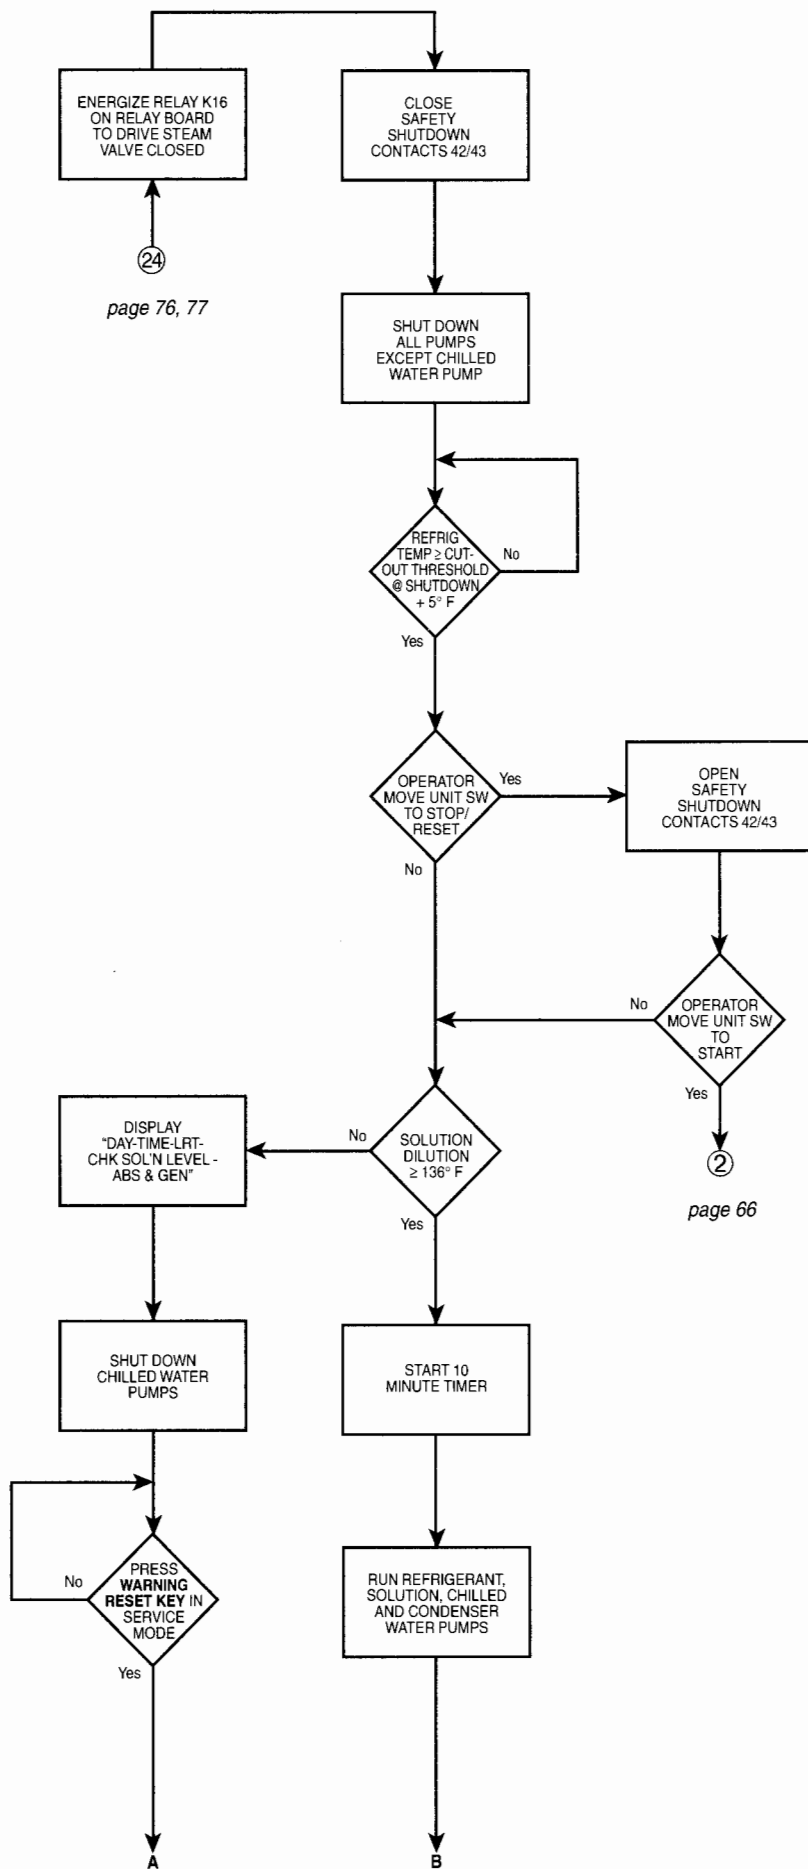 ENERGIZE RELAY K16
ON RELAY BOARD
TO DRIVE STEAM
VALVE CLOSED
CLOSE
SAFETY
SHUTDOWN
CONTACTS 42/43
24
page 76, 77
SHUT DOWN
ALL PUMPS
EXCEPT CHILLED
WATER PUMP
REFRIG
TEMP ≥ CUT-
OUT THRESHOLD
@ SHUTDOWN
+ 5° F
No
Yes
OPERATOR
MOVE UNIT SW
TO STOP/
RESET
Yes
No
OPEN
SAFETY
SHUTDOWN
CONTACTS 42/43
OPERATOR
MOVE UNIT SW
TO
START
No
Yes
2
page 66
SOLUTION
DILUTION
≥ 136° F
No
Yes
DISPLAY
"DAY-TIME-LRT-
CHK SOL'N LEVEL -
ABS & GEN"
SHUT DOWN
CHILLED WATER
PUMPS
START 10
MINUTE TIMER
PRESS
WARNING
RESET KEY IN
SERVICE
MODE
No
Yes
RUN REFRIGERANT,
SOLUTION, CHILLED
AND CONDENSER
WATER PUMPS
A
B